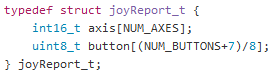 typedef struct joyReport_t {
    int16_t axis[NUM_AXES];
    uint8_t button[(NUM_BUTTONS+7)/8];
} joyReport_t;